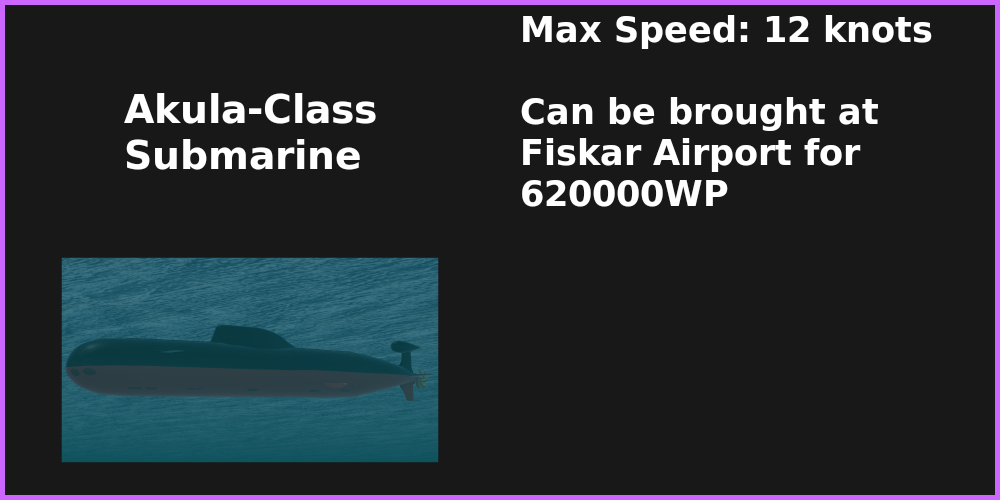 Akula-Class
Submarine
Max Speed: 12 knots
Can be brought at
Fiskar Airport for
620000WP